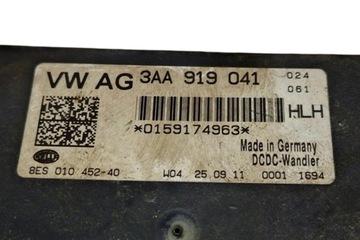 VW AG 3AA 919 041 024
061
HLH
*0159174963*
Made in Germany
DCDC-Wandler
8ES 010 452-40 W04 25.09.11 0001 1694